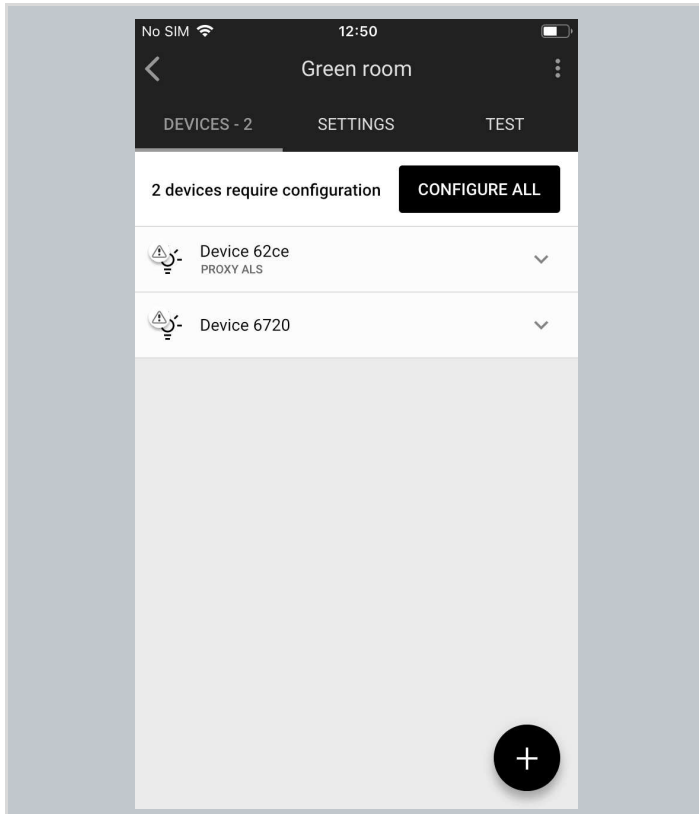 No SIM 12:50
Green room
DEVICES - 2 SETTINGS TEST
2 devices require configuration CONFIGURE ALL
Device 62ce
PROXY ALS
Device 6720